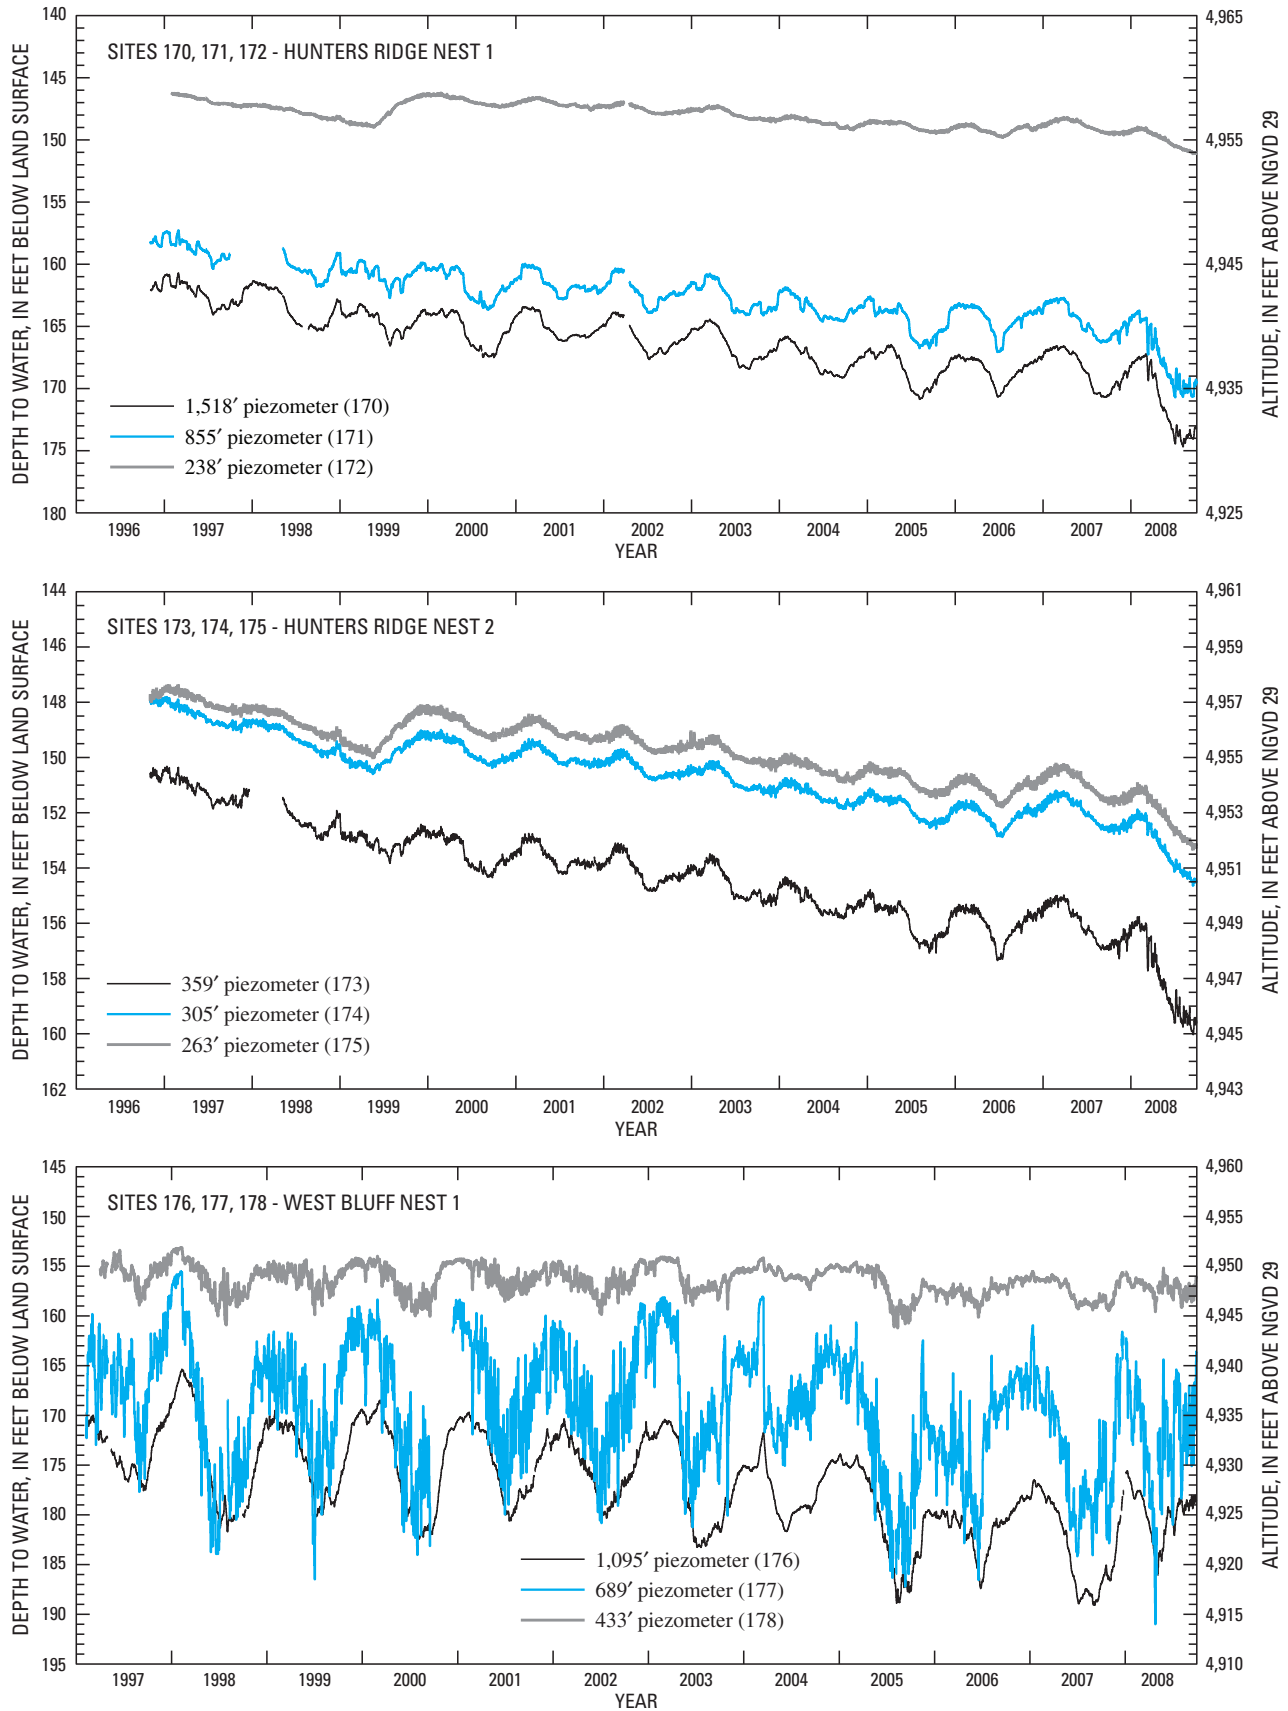 SITES 170, 171, 172 - HUNTERS RIDGE NEST 1
DEPTH TO WATER, IN FEET BELOW LAND SURFACE
140
145
150
155
160
165
170
175
180
4,965
4,955
4,945
4,935
4,925
ALTITUDE, IN FEET ABOVE NGVD 29
1,518′ piezometer (170)
855′ piezometer (171)
238′ piezometer (172)
1996 1997 1998 1999 2000 2001 2002 2003 2004 2005 2006 2007 2008
YEAR
SITES 173, 174, 175 - HUNTERS RIDGE NEST 2
DEPTH TO WATER, IN FEET BELOW LAND SURFACE
144
146
148
150
152
154
156
158
160
162
4,961
4,959
4,957
4,955
4,953
4,951
4,949
4,947
4,945
4,943
ALTITUDE, IN FEET ABOVE NGVD 29
359′ piezometer (173)
305′ piezometer (174)
263′ piezometer (175)
1996 1997 1998 1999 2000 2001 2002 2003 2004 2005 2006 2007 2008
YEAR
SITES 176, 177, 178 - WEST BLUFF NEST 1
DEPTH TO WATER, IN FEET BELOW LAND SURFACE
145
150
155
160
165
170
175
180
185
190
195
4,960
4,955
4,950
4,945
4,940
4,935
4,930
4,925
4,920
4,915
4,910
ALTITUDE, IN FEET ABOVE NGVD 29
1,095′ piezometer (176)
689′ piezometer (177)
433′ piezometer (178)
1997 1998 1999 2000 2001 2002 2003 2004 2005 2006 2007 2008
YEAR